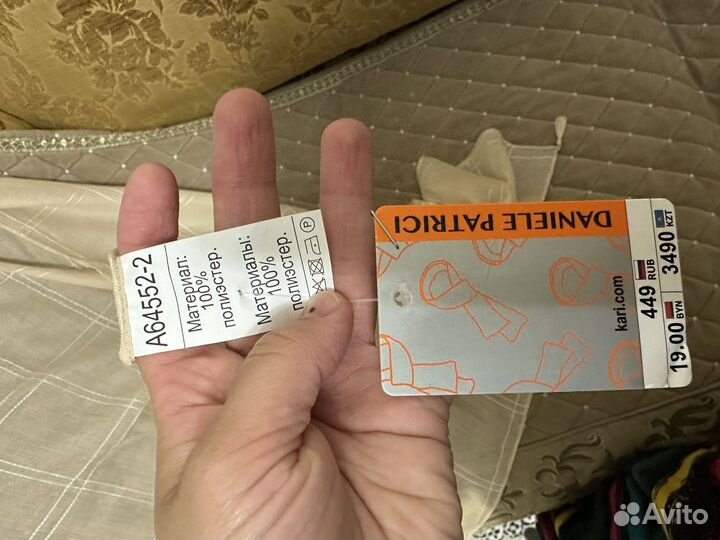 A64552-2
Материал:
100%
полиэстер.
Материалы:
100%
полиэстер.
P
DANIELE PATRICI
kari.com
449 RUB
3490 KZT
19.00 BYN
Avito